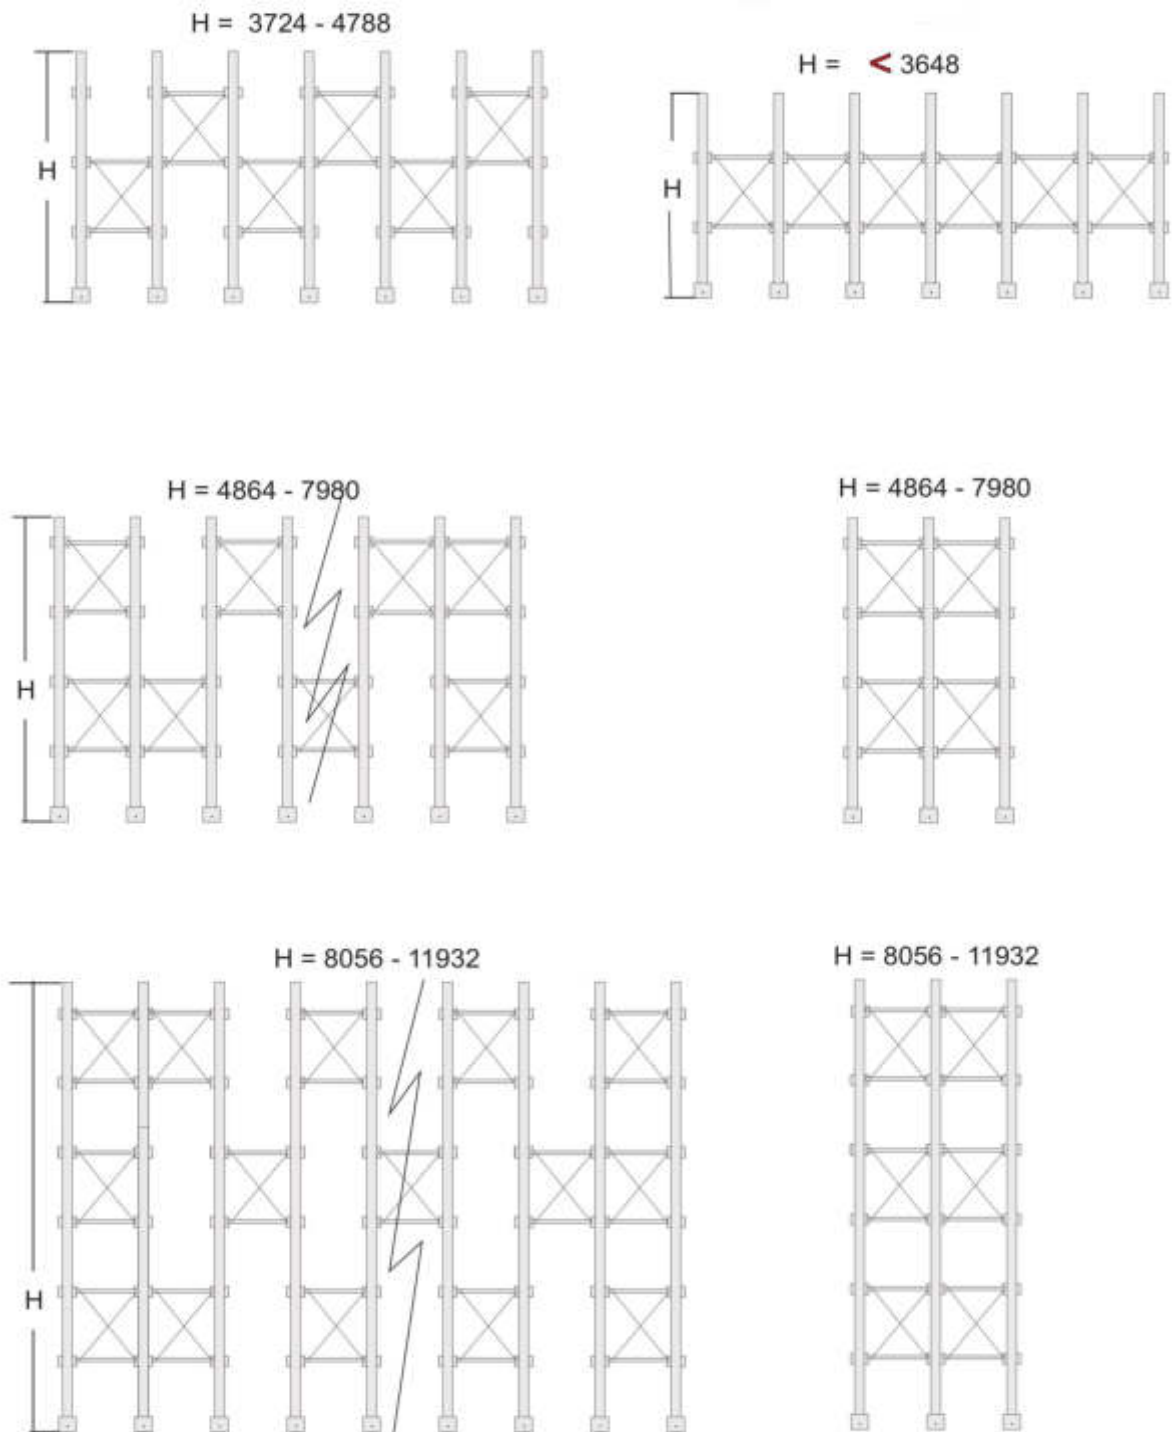 H = 3724 - 4788
H = < 3648
H
H
H = 4864 - 7980
H = 4864 - 7980
H
H = 8056 - 11932
H = 8056 - 11932
H